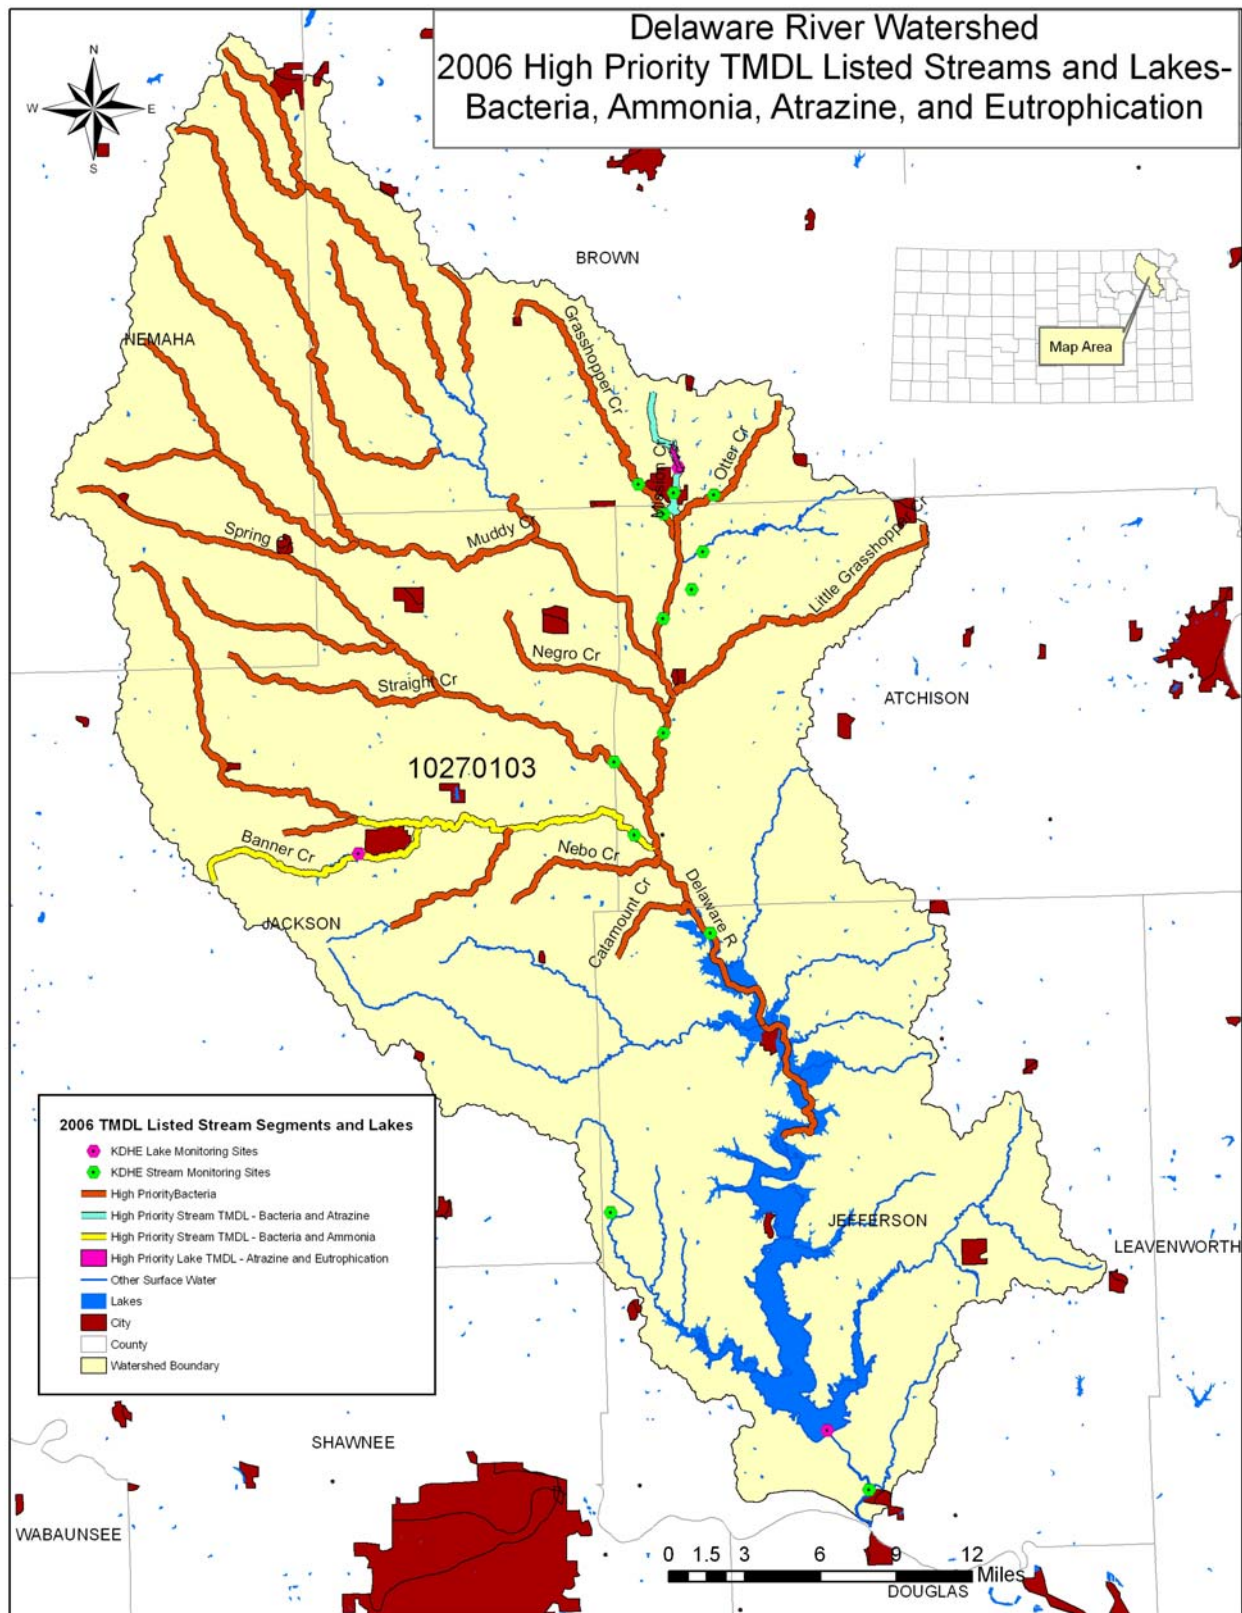 Delaware River Watershed
2006 High Priority TMDL Listed Streams and Lakes-
Bacteria, Ammonia, Atrazine, and Eutrophication
N
W
E
S
BROWN
Map Area
NEMAHA
Grasshopper Cr
Mission Cr
Otter Cr
Spring
Muddy Cr
Little Grasshopper Cr
Negro Cr
Straight Cr
ATCHISON
10270103
Banner Cr
Nebo Cr
Catamount Cr
Delaware R
JACKSON
2006 TMDL Listed Stream Segments and Lakes
KDHE Lake Monitoring Sites
KDHE Stream Monitoring Sites
High PriorityBacteria
High Priority Stream TMDL - Bacteria and Atrazine
High Priority Stream TMDL - Bacteria and Ammonia
High Priority Lake TMDL - Atrazine and Eutrophication
Other Surface Water
Lakes
City
County
Watershed Boundary
JEFFERSON
LEAVENWORTH
SHAWNEE
WABAUNSEE
0 1.5 3 6 9 12
Miles
DOUGLAS